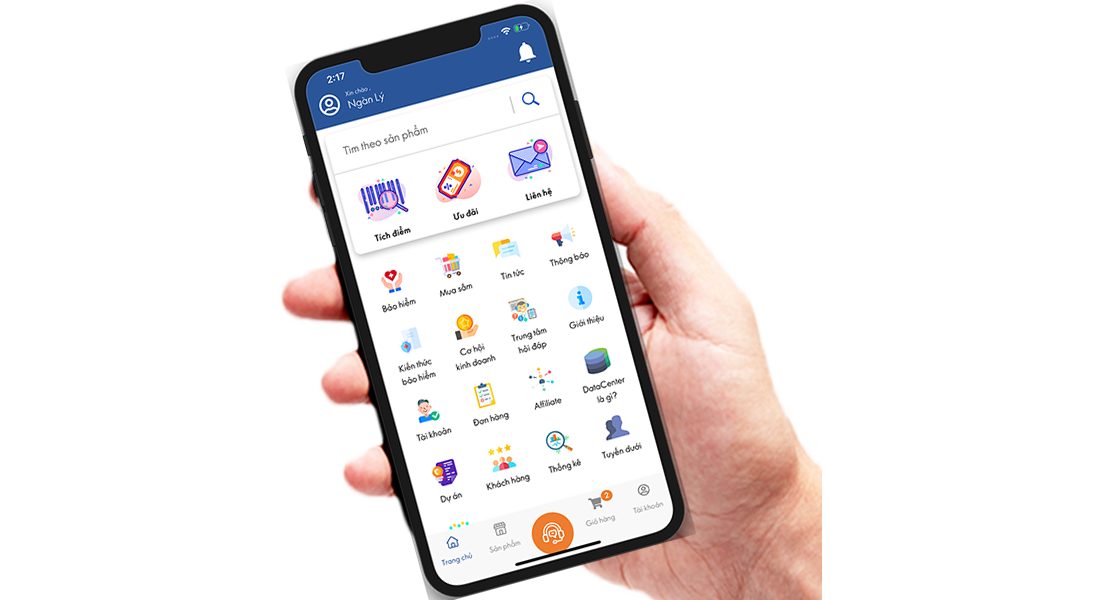 2:17
Xin chào ,
Ngàn Lý
Tìm theo sản phẩm
Tích điểm
Ưu đãi
Liên hệ
Bảo hiểm
Mua sắm
Tin tức
Thông báo
Kiến thức
bảo hiểm
Cơ hội
kinh doanh
Trung tâm
hỏi đáp
Giới thiệu
Tài khoản
Đơn hàng
Affiliate
DataCenter
là gì?
Dự án
Khách hàng
Thống kê
Tuyến dưới
Trang chủ
Sản phẩm
Giỏ hàng
2
Tài khoản